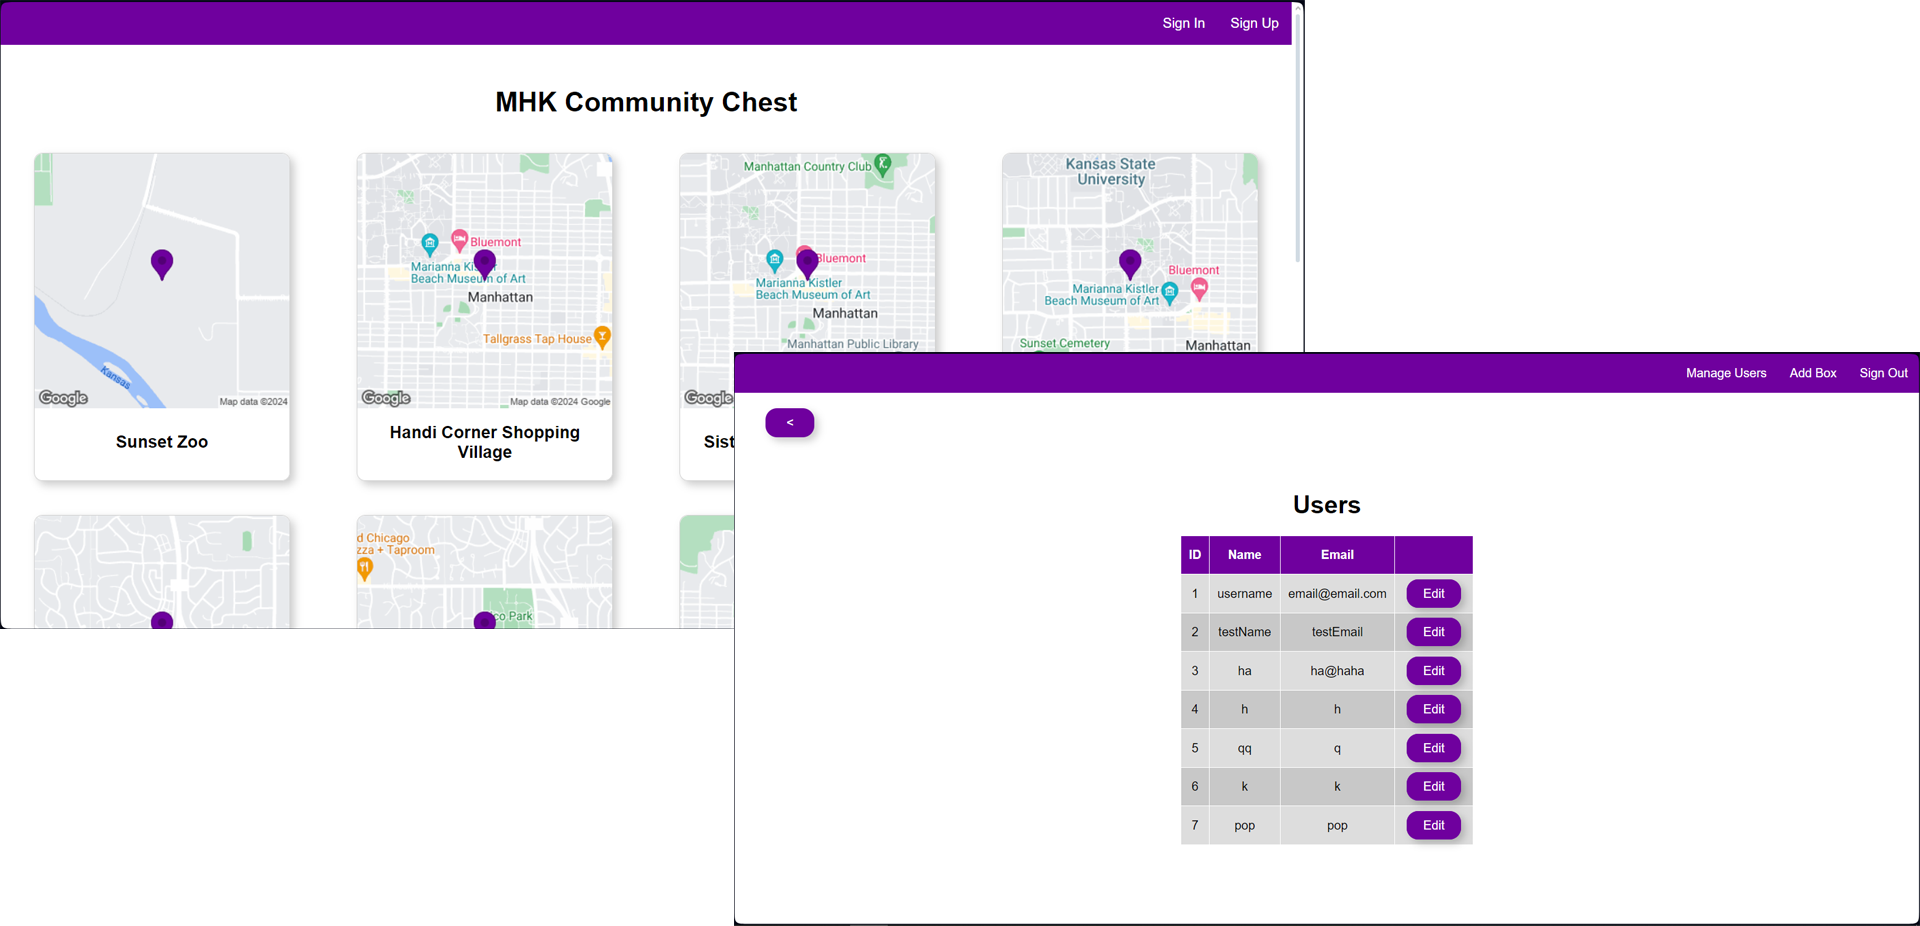 Sign In Sign Up
MHK Community Chest
Kansas
Google
Map data ©2024
Sunset Zoo
Bluemont
Marianna Kis
Beach Museum of Art
Manhattan
Tallgrass Tap House
Google
Map data ©2024 Google
Handi Corner Shopping
Village
Manhattan Country Club
Bluemont
Marianna Kistler
Beach Museum of Art
Manhattan
Manhattan Public Library
Google
Sist
Kansas State
University
Bluemont
Marianna Kistler
Beach Museum of Art
Sunset Cemetery
Manhattan
d Chicago
zza + Taproom
ico Park
Manage Users Add Box Sign Out
<
Users
ID Name Email
1 username email@email.com Edit
2 testName testEmail Edit
3 ha ha@haha Edit
4 h h Edit
5 qq q Edit
6 k k Edit
7 pop pop Edit